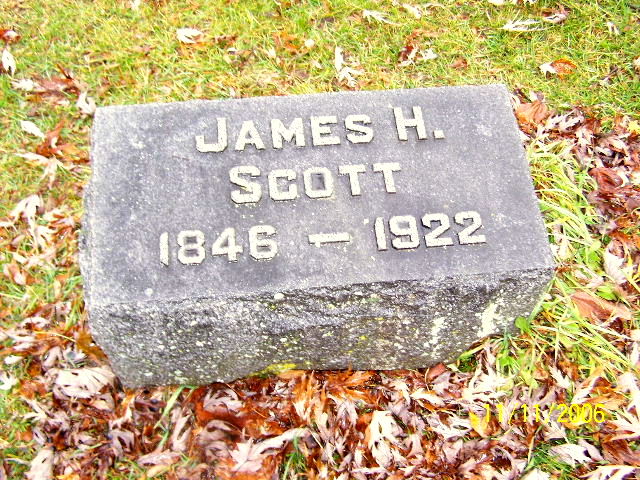 JAMES H.
SCOTT
1846 — 1922
11/11/2006